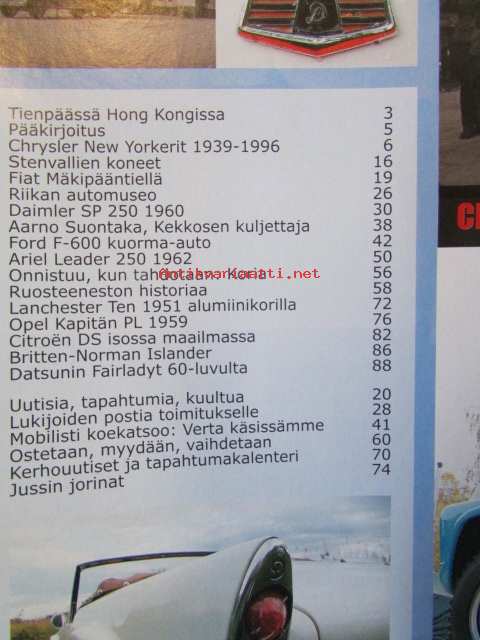 Tienpäässä Hong Kongissa 3
Pääkirjoitus 5
Chrysler New Yorkerit 1939-1996 6
Stenvallien koneet 16
Fiat Mäkipääntiellä 19
Riikan automuseo 26
Daimler SP 250 1960 30
Aarno Suontaka, Kekkosen kuljettaja 38
Ford F-600 kuorma-auto 42
Ariel Leader 250 1962 50
Onnistuu, kun tahdotaan: Kona 56
antikvariaatti.net
Ruosteeneston historiaa 58
Lanchester Ten 1951 alumiinikorilla 72
Opel Kapitän PL 1959 76
Citroën DS isossa maailmassa 82
Britten-Norman Islander 86
Datsunin Fairladyt 60-luvulta 88
Uutisia, tapahtumia, kuultua 20
Lukijoiden postia toimitukselle 28
Mobilisti koekatsoo: Verta käsissämme 41
Ostetaan, myydään, vaihdetaan 60
Kerhouutiset ja tapahtumakalenteri 70
Jussin jorinat 74